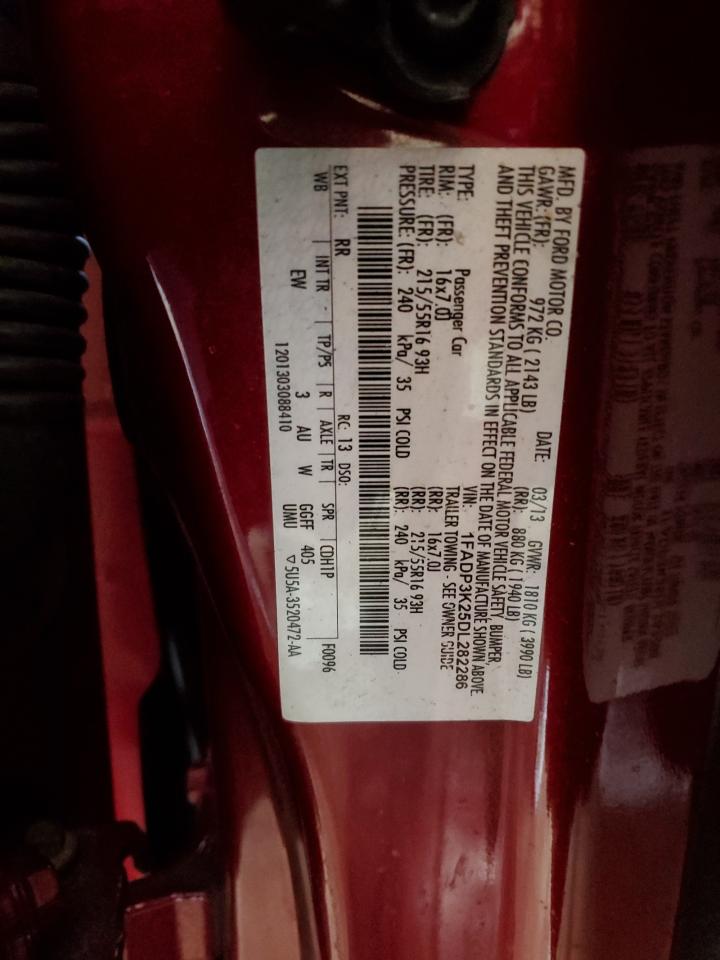 MFD. BY FORD MOTOR CO. DATE: 03/13 GVWR: 1810 KG ( 3990 LB)
GAWR: (FR): 972 KG ( 2143 LB) (RR): 880 KG ( 1940 LB)
THIS VEHICLE CONFORMS TO ALL APPLICABLE FEDERAL MOTOR VEHICLE SAFETY, BUMPER,
AND THEFT PREVENTION STANDARDS IN EFFECT ON THE DATE OF MANUFACTURE SHOWN ABOVE.
VIN: 1FADP3K25DL282286
TYPE: Passenger Car TRAILER TOWING - SEE OWNER GUIDE
RIM: (FR): 16x7.0J (RR): 16x7.0J
TIRE: (FR): 215/55R16 93H (RR): 215/55R16 93H
PRESSURE: (FR): 240 kPa/ 35 PSI COLD (RR): 240 kPa/ 35 PSI COLD
EXT PNT: RR RC: 13 DSO: F0096
WB INT TR - TP/PS R AXLE TR SPR CDH1P
EW 3 AU W GGFF 405
UMU
1201303088410 ▽5U5A-3520472-AA